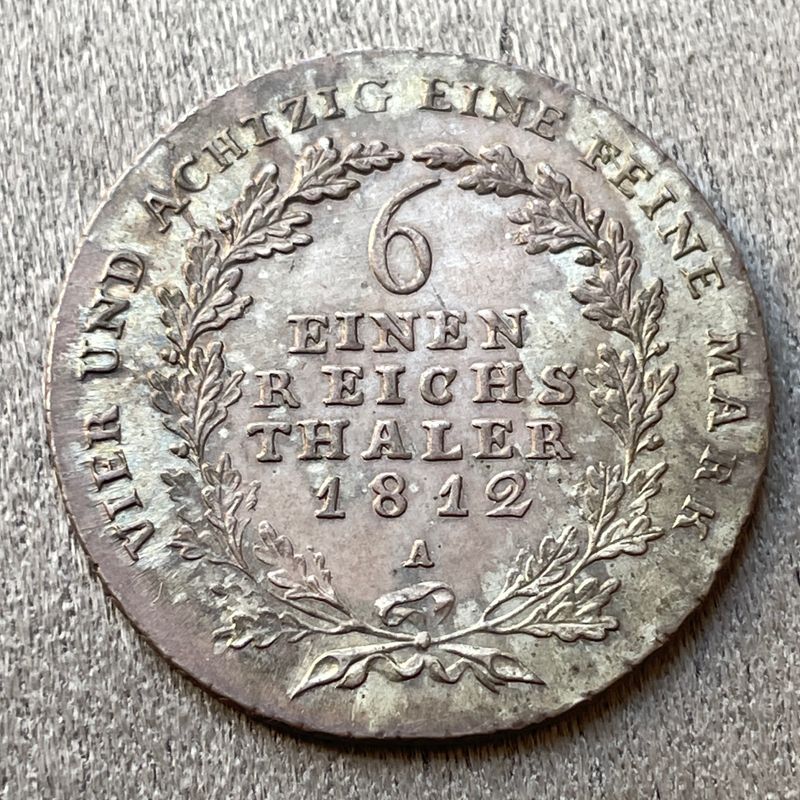 VIER UND ACHTZIG EINE FEINE MARK
6
EINEN
REICHS
THALER
1812
A